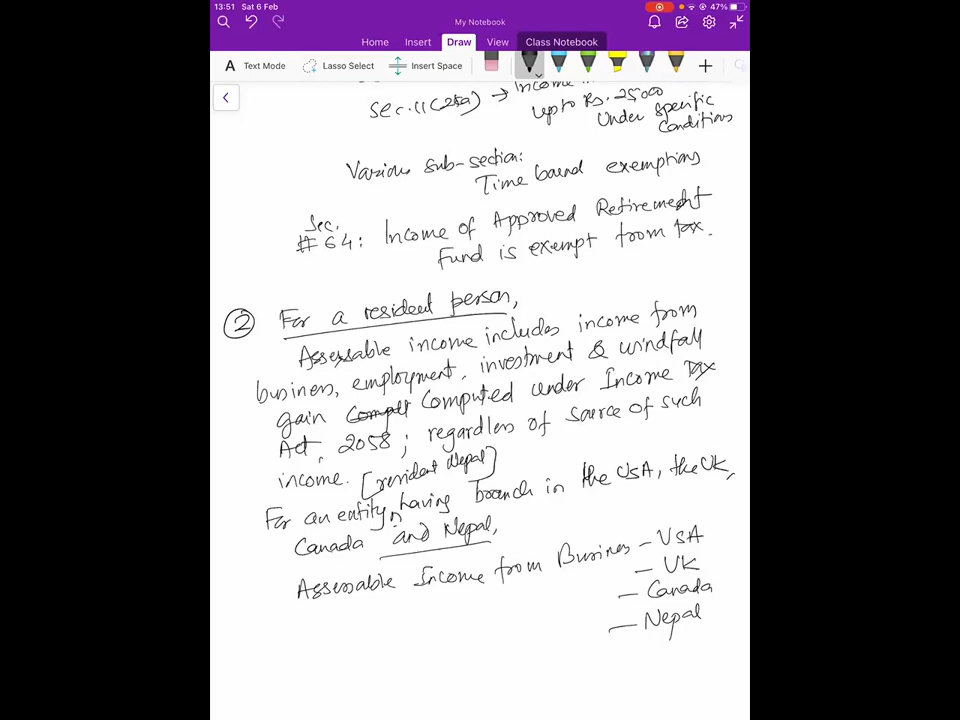 13:51 Sat 6 Feb
47%
My Notebook
Home Insert Draw View Class Notebook
A Text Mode Lasso Select Insert Space
Sec. 11 → Income
upto Rs. 25000
Under Specific
Conditions
Various Sub-section:
Time bound exemptions
Sec.
# 64: Income of Approved Retirement
Fund is exempt from tax.
② For a resident person,
Assessable income includes income from
business, employment, investment & windfall
gain Computed under Income Tax
Act, 2058; regardless of source of such
income. [resident Nepal]
For an entity, having branch in the USA, the UK,
Canada and Nepal,
Assessable Income from Busines – USA
– UK
– Canada
– Nepal